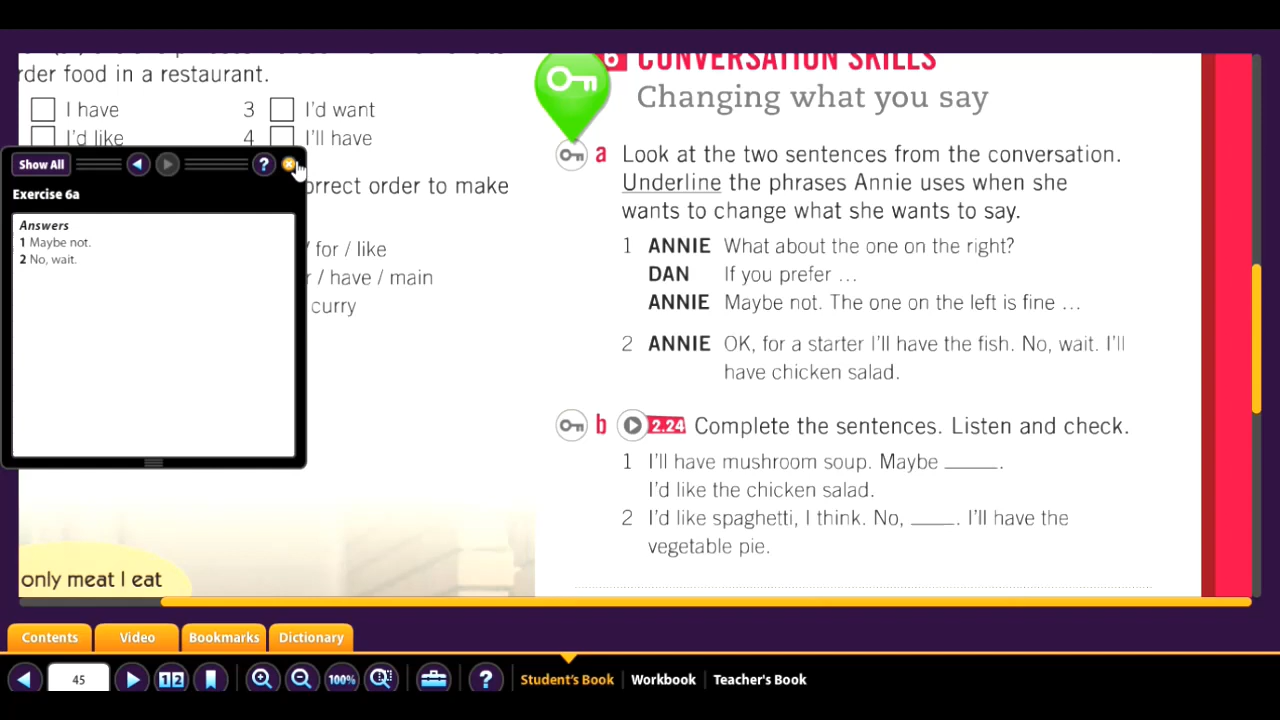 rder food in a restaurant.
I have
3
I'd want
I'd like
4
I'll have
orrect order to make
/ for / like
r / have / main
curry
Show All
?
Exercise 6a
Answers
1 Maybe not.
2 No, wait.
only meat I eat
6 CONVERSATION SKILLS
Changing what you say
a Look at the two sentences from the conversation.
Underline the phrases Annie uses when she
wants to change what she wants to say.
1 ANNIE What about the one on the right?
DAN If you prefer ...
ANNIE Maybe not. The one on the left is fine ...
2 ANNIE OK, for a starter I'll have the fish. No, wait. I'll
have chicken salad.
b 2.24 Complete the sentences. Listen and check.
1 I'll have mushroom soup. Maybe _____.
I'd like the chicken salad.
2 I'd like spaghetti, I think. No, _____. I'll have the
vegetable pie.
Contents Video Bookmarks Dictionary
45 1 2 100% ? Student's Book Workbook Teacher's Book